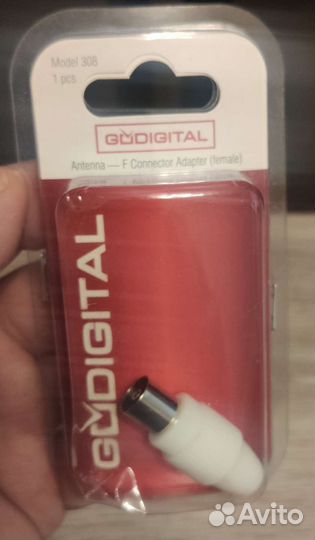 Model 308
1 pcs
GODIGITAL
Antenna — F Connector Adapter (female)
GODIGITAL
Avito